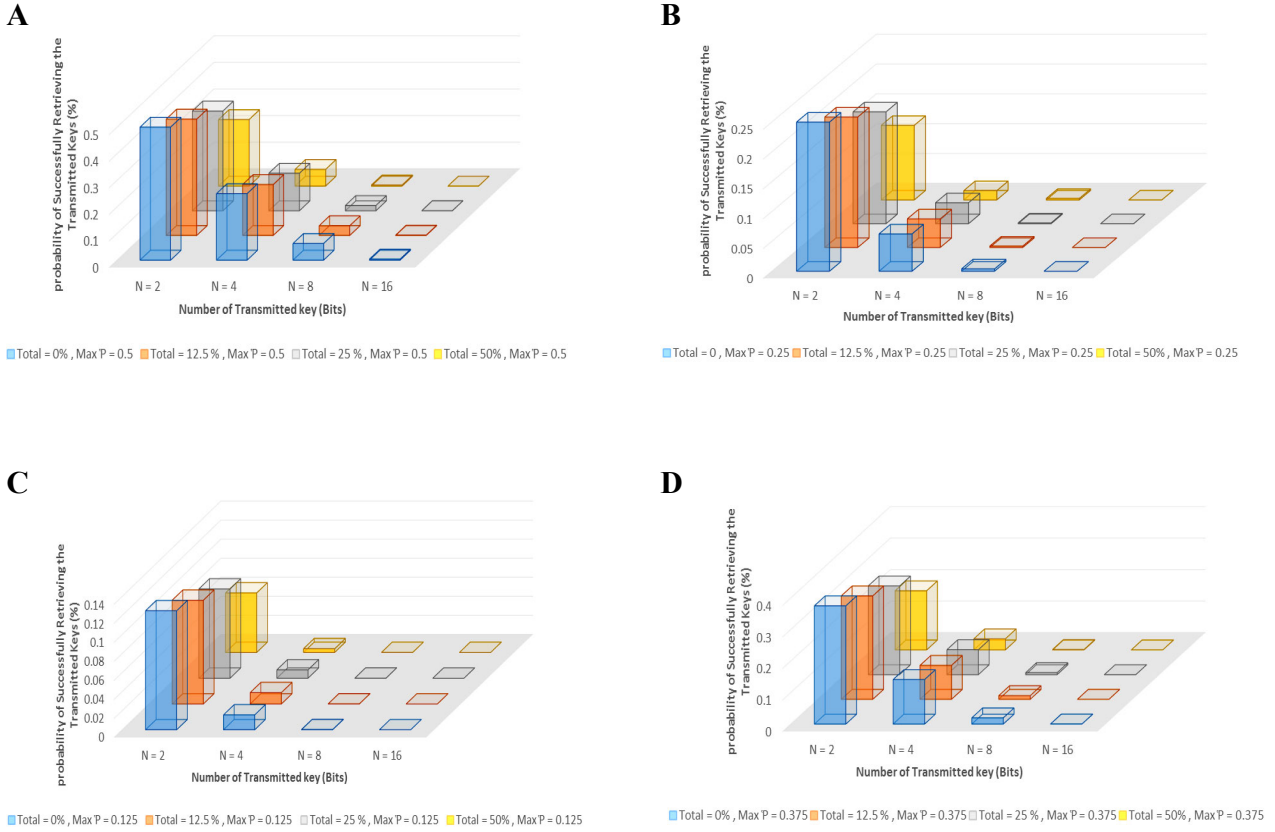 A
probability of Successfully Retrieving the
Transmitted Keys (%)
0.5
0.4
0.3
0.2
0.1
0
N = 2
N = 4
N = 8
N = 16
Number of Transmitted key (Bits)
Total = 0% , Max 'P = 0.5
Total = 12.5 % , Max 'P = 0.5
Total = 25 % , Max 'P = 0.5
Total = 50% , Max 'P = 0.5
B
probability of Successfully Retrieving the
Transmitted Keys (%)
0.25
0.2
0.15
0.1
0.05
0
N = 2
N = 4
N = 8
N = 16
Number of Transmitted key (Bits)
Total = 0 , Max 'P = 0.25
Total = 12.5 % , Max 'P = 0.25
Total = 25 % , Max 'P = 0.25
Total = 50% , Max 'P = 0.25
C
probability of Successfully Retrieving the
Transmitted Keys (%)
0.14
0.12
0.1
0.08
0.06
0.04
0.02
0
N = 2
N = 4
N = 8
N = 16
Number of Transmitted key (Bits)
Total = 0% , Max 'P = 0.125
Total = 12.5 % , Max 'P = 0.125
Total = 25 % , Max 'P = 0.125
Total = 50% , Max 'P = 0.125
D
probability of Successfully Retrieving the
Transmitted Keys (%)
0.4
0.3
0.2
0.1
0
N = 2
N = 4
N = 8
N = 16
Number of Transmitted key (Bits)
Total = 0% , Max 'P = 0.375
Total = 12.5 % , Max 'P = 0.375
Total = 25 % , Max 'P = 0.375
Total = 50% , Max 'P = 0.375